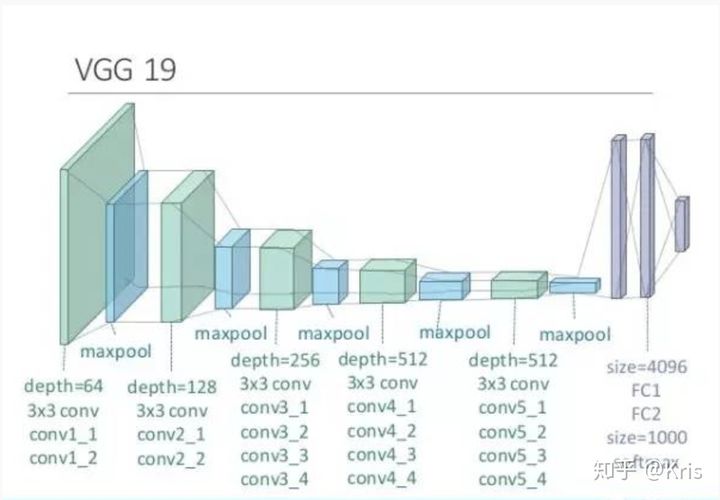 VGG 19
maxpool
maxpool
maxpool
maxpool
maxpool
depth=64
3x3 conv
conv1_1
conv1_2
depth=128
3x3 conv
conv2_1
conv2_2
depth=256
3x3 conv
conv3_1
conv3_2
conv3_3
conv3_4
depth=512
3x3 conv
conv4_1
conv4_2
conv4_3
conv4_4
depth=512
3x3 conv
conv5_1
conv5_2
conv5_3
conv5_4
size=4096
FC1
FC2
size=1000
softmax
知乎 @Kris